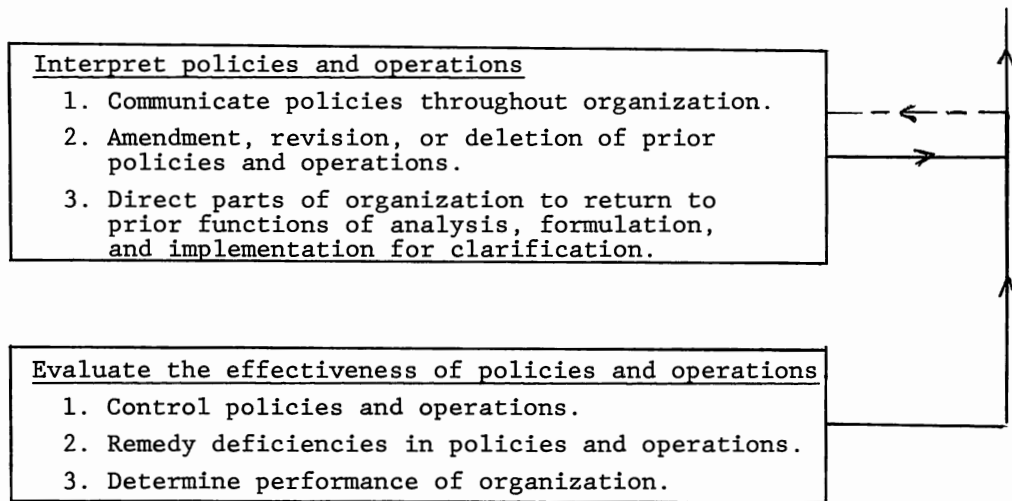 Interpret policies and operations
1. Communicate policies throughout organization.
2. Amendment, revision, or deletion of prior
policies and operations.
3. Direct parts of organization to return to
prior functions of analysis, formulation,
and implementation for clarification.
Evaluate the effectiveness of policies and operations
1. Control policies and operations.
2. Remedy deficiencies in policies and operations.
3. Determine performance of organization.